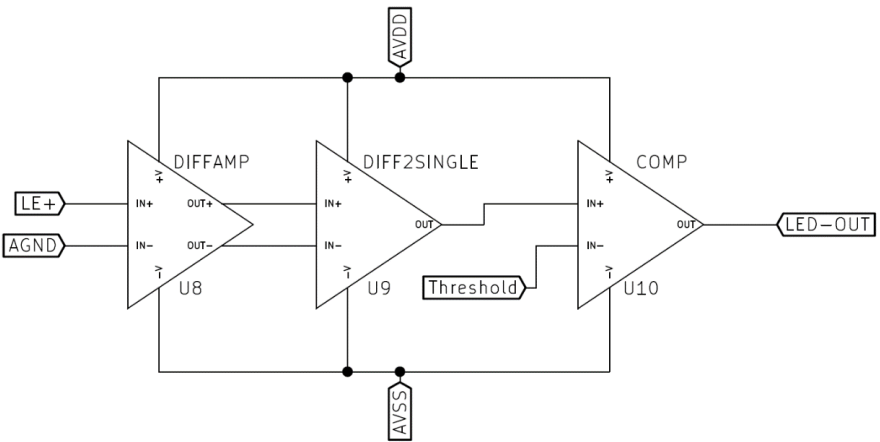 AVDD
DIFFAMP
DIFF2SINGLE
COMP
V+
V+
V+
LE+
IN+
OUT+
IN+
IN+
AGND
IN-
OUT-
IN-
OUT
IN-
OUT
LED-OUT
V-
V-
V-
U8
U9
Threshold
U10
AVSS